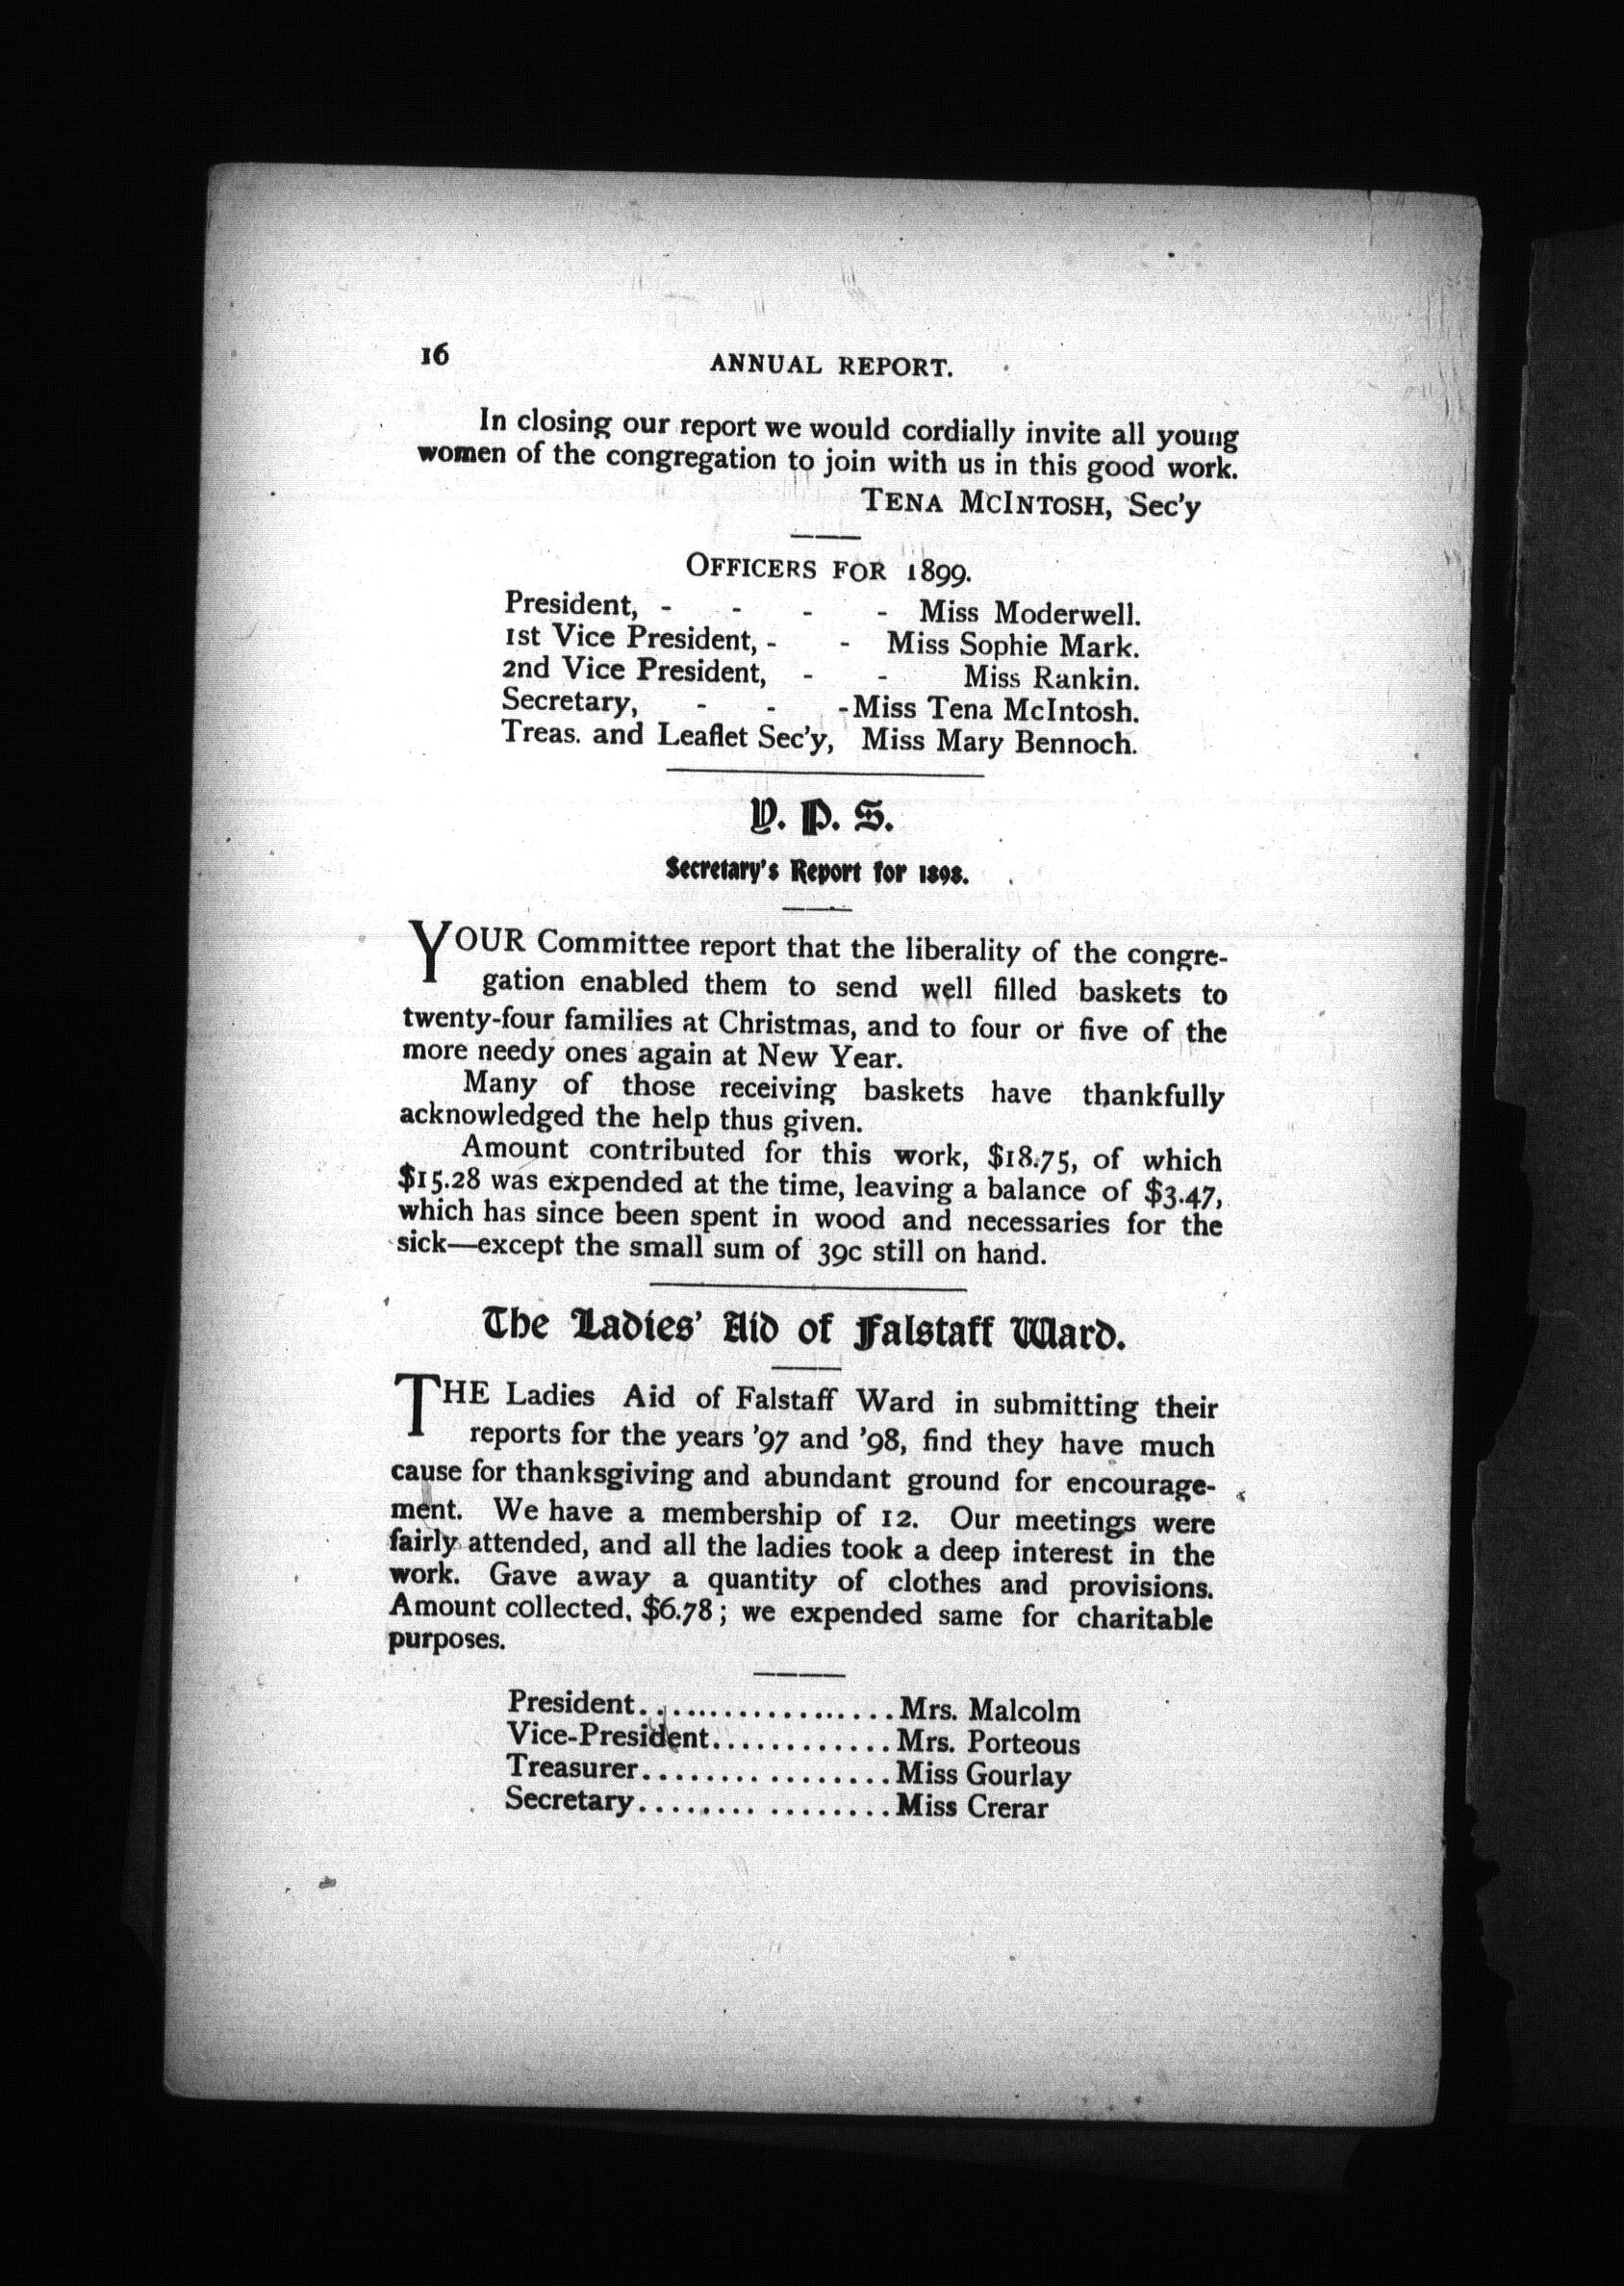 16
ANNUAL REPORT.
In closing our report we would cordially invite all young
women of the congregation to join with us in this good work.
TENA MCINTOSH, Sec'y
OFFICERS FOR 1899.
President, - - - - Miss Moderwell.
1st Vice President, - - Miss Sophie Mark.
2nd Vice President, - - Miss Rankin.
Secretary, - - - Miss Tena McIntosh.
Treas. and Leaflet Sec'y, Miss Mary Bennoch.
Y. P. S.
Secretary's Report for 1898.
YOUR Committee report that the liberality of the congre-
gation enabled them to send well filled baskets to
twenty-four families at Christmas, and to four or five of the
more needy ones again at New Year.
Many of those receiving baskets have thankfully
acknowledged the help thus given.
Amount contributed for this work, $18.75, of which
$15.28 was expended at the time, leaving a balance of $3.47,
which has since been spent in wood and necessaries for the
sick—except the small sum of 39c still on hand.
The Ladies' Aid of Falstaff Ward.
THE Ladies Aid of Falstaff Ward in submitting their
reports for the years '97 and '98, find they have much
cause for thanksgiving and abundant ground for encourage-
ment. We have a membership of 12. Our meetings were
fairly attended, and all the ladies took a deep interest in the
work. Gave away a quantity of clothes and provisions.
Amount collected, $6.78; we expended same for charitable
purposes.
President....................Mrs. Malcolm
Vice-President............Mrs. Porteous
Treasurer................Miss Gourlay
Secretary................Miss Crerar